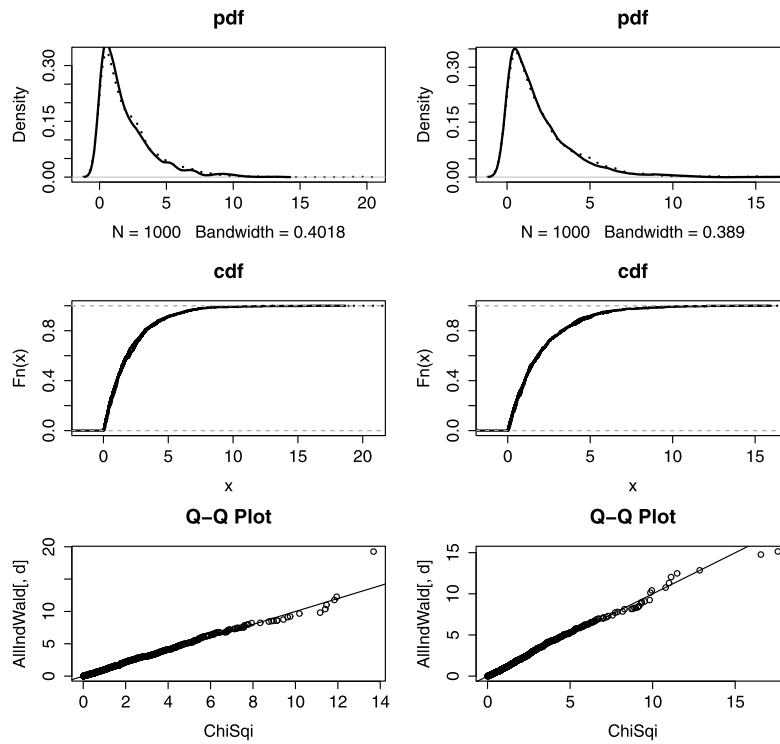 pdf
Density
0.00 0.15 0.30
0 5 10 15 20
N = 1000 Bandwidth = 0.4018
pdf
Density
0.00 0.15 0.30
0 5 10 15
N = 1000 Bandwidth = 0.389
cdf
Fn(x)
0.0 0.4 0.8
0 5 10 15 20
x
cdf
Fn(x)
0.0 0.4 0.8
0 5 10 15
x
Q−Q Plot
AllIndWald[, d]
0 5 10 20
0 2 4 6 8 10 12 14
ChiSqi
Q−Q Plot
AllIndWald[, d]
0 5 10 15
0 5 10 15
ChiSqi